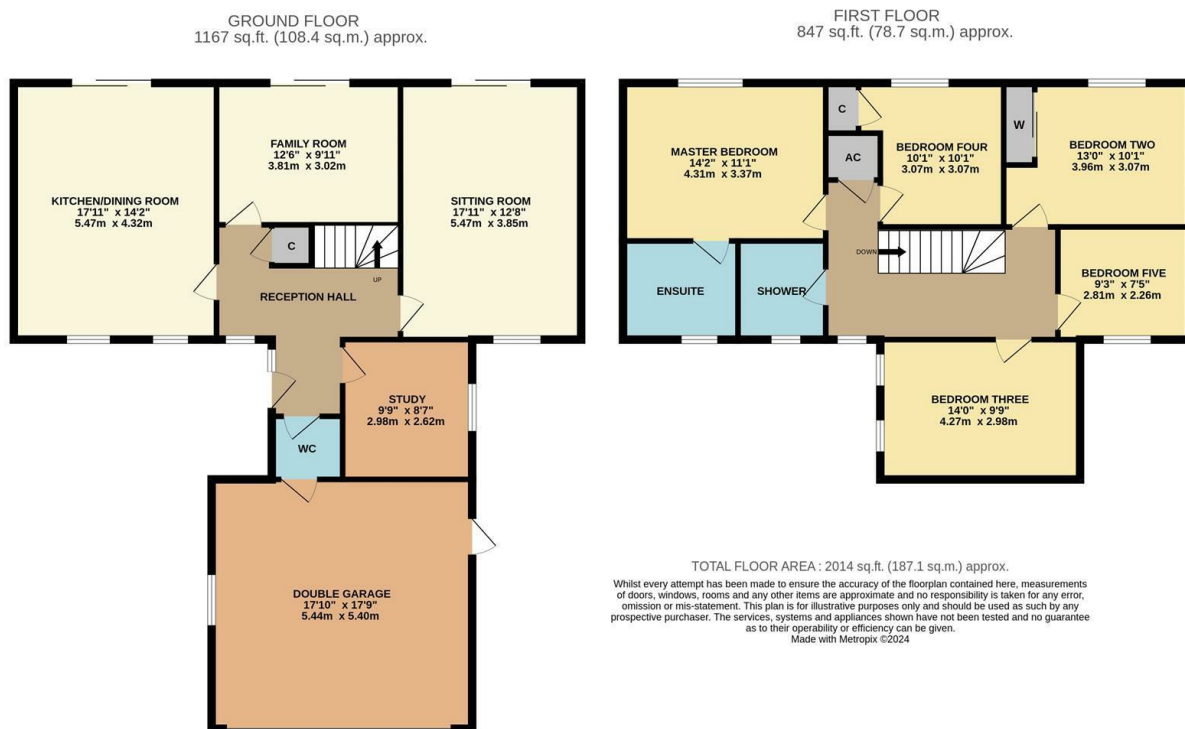 GROUND FLOOR
1167 sq.ft. (108.4 sq.m.) approx.
KITCHEN/DINING ROOM
17'11" x 14'2"
5.47m x 4.32m
FAMILY ROOM
12'6" x 9'11"
3.81m x 3.02m
SITTING ROOM
17'11" x 12'8"
5.47m x 3.85m
C
UP
RECEPTION HALL
STUDY
9'9" x 8'7"
2.98m x 2.62m
WC
DOUBLE GARAGE
17'10" x 17'9"
5.44m x 5.40m
FIRST FLOOR
847 sq.ft. (78.7 sq.m.) approx.
MASTER BEDROOM
14'2" x 11'1"
4.31m x 3.37m
C
AC
BEDROOM FOUR
10'1" x 10'1"
3.07m x 3.07m
W
BEDROOM TWO
13'0" x 10'1"
3.96m x 3.07m
DOWN
ENSUITE
SHOWER
BEDROOM FIVE
9'3" x 7'5"
2.81m x 2.26m
BEDROOM THREE
14'0" x 9'9"
4.27m x 2.98m
TOTAL FLOOR AREA : 2014 sq.ft. (187.1 sq.m.) approx.
Whilst every attempt has been made to ensure the accuracy of the floorplan contained here, measurements
of doors, windows, rooms and any other items are approximate and no responsibility is taken for any error,
omission or mis-statement. This plan is for illustrative purposes only and should be used as such by any
prospective purchaser. The services, systems and appliances shown have not been tested and no guarantee
as to their operability or efficiency can be given.
Made with Metropix ©2024